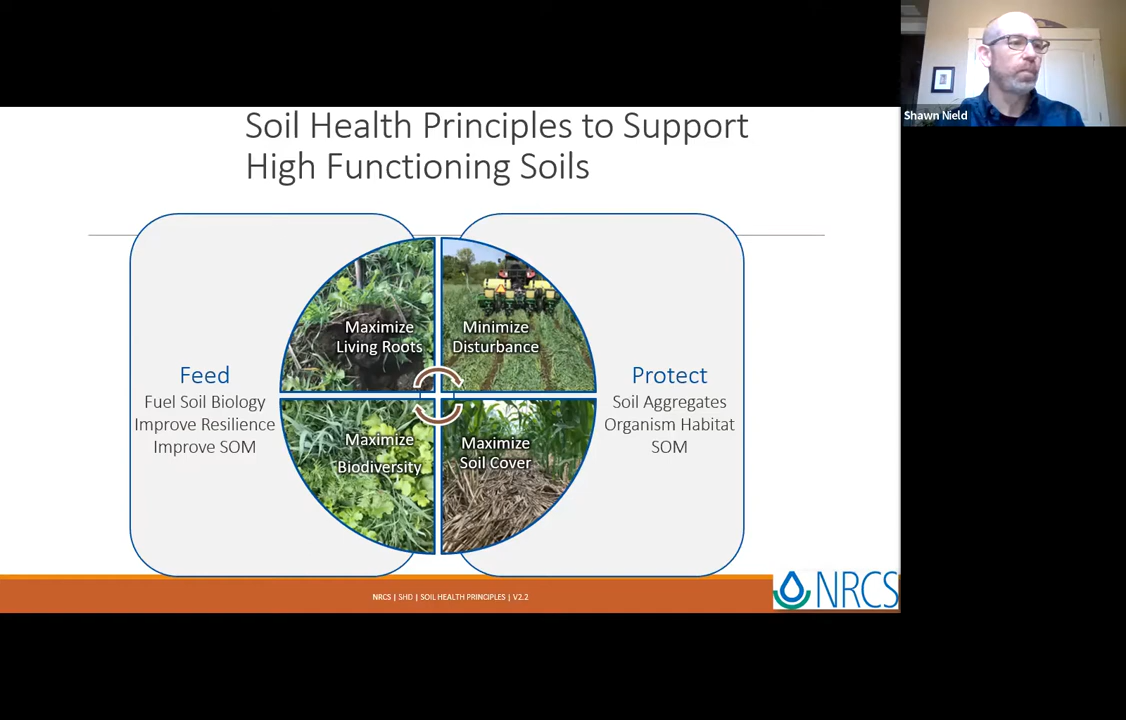 Shawn Nield
Soil Health Principles to Support
High Functioning Soils
Feed
Fuel Soil Biology
Improve Resilience
Improve SOM
Maximize
Living Roots
Minimize
Disturbance
Maximize
Biodiversity
Maximize
Soil Cover
Protect
Soil Aggregates
Organism Habitat
SOM
NRCS | SHD | SOIL HEALTH PRINCIPLES | V2.2
NRCS